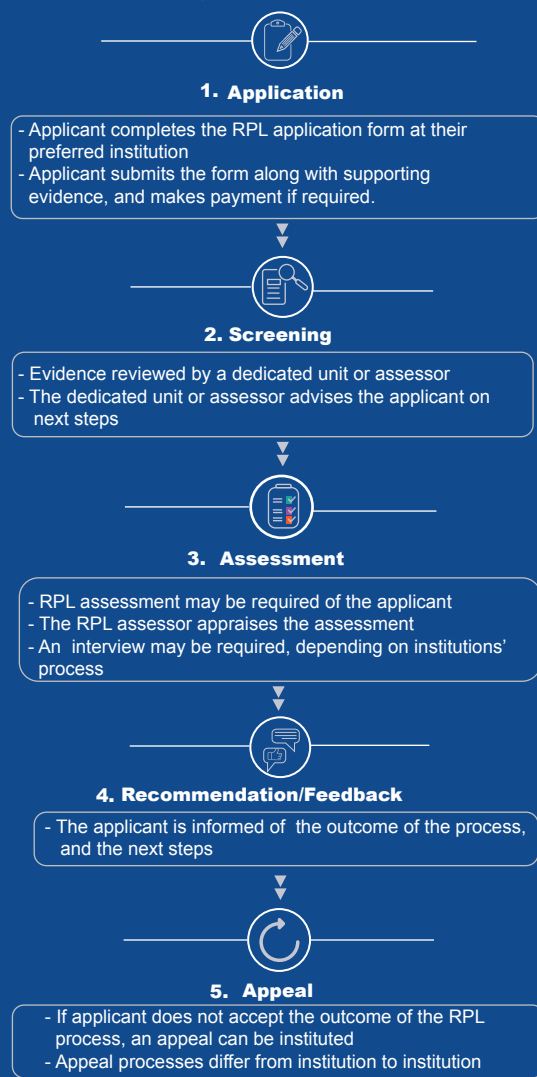 1. Application
- Applicant completes the RPL application form at their
preferred institution
- Applicant submits the form along with supporting
evidence, and makes payment if required.
2. Screening
- Evidence reviewed by a dedicated unit or assessor
- The dedicated unit or assessor advises the applicant on
next steps
3. Assessment
- RPL assessment may be required of the applicant
- The RPL assessor appraises the assessment
- An interview may be required, depending on institutions’
process
4. Recommendation/Feedback
- The applicant is informed of the outcome of the process,
and the next steps
5. Appeal
- If applicant does not accept the outcome of the RPL
process, an appeal can be instituted
- Appeal processes differ from institution to institution